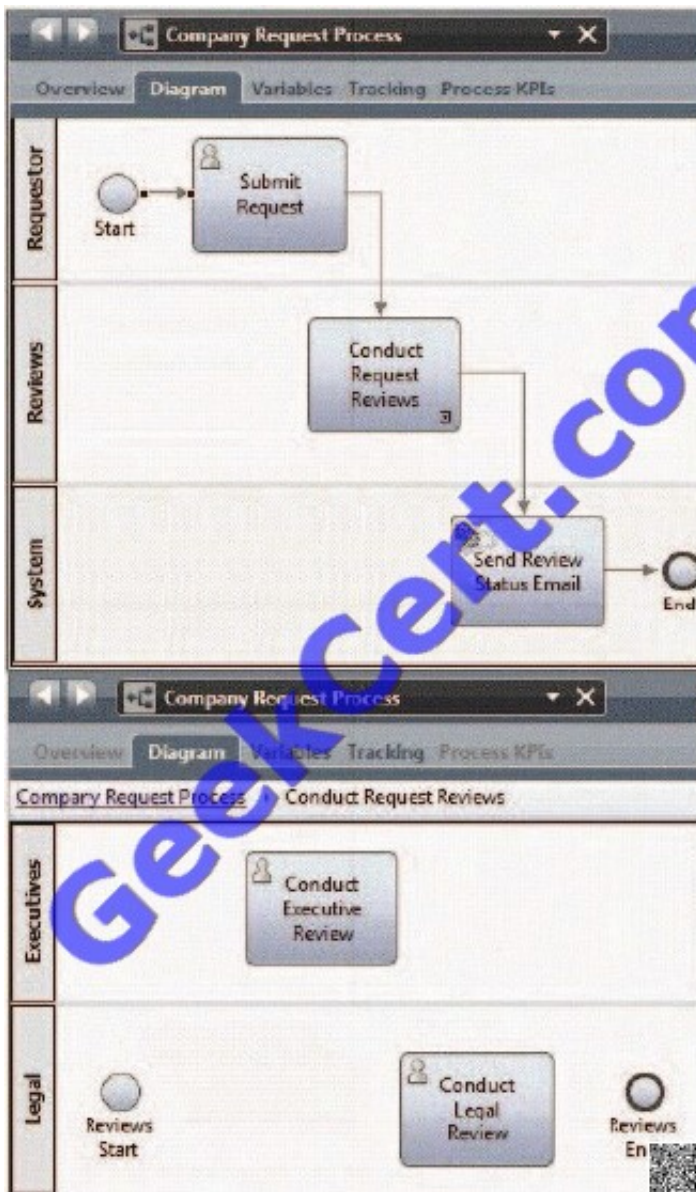 Company Request Process
Overview Diagram Variables Tracking Process KPIs
Requestor
Start
Submit
Request
Reviews
Conduct
Request
Reviews
System
Send Review
Status Email
End
GeekCert.com
Company Request Process
Overview Diagram Variables Tracking Process KPIs
Company Request Process Conduct Request Reviews
Executives
Conduct
Executive
Review
Legal
Reviews
Start
Conduct
Legal
Review
Reviews
En